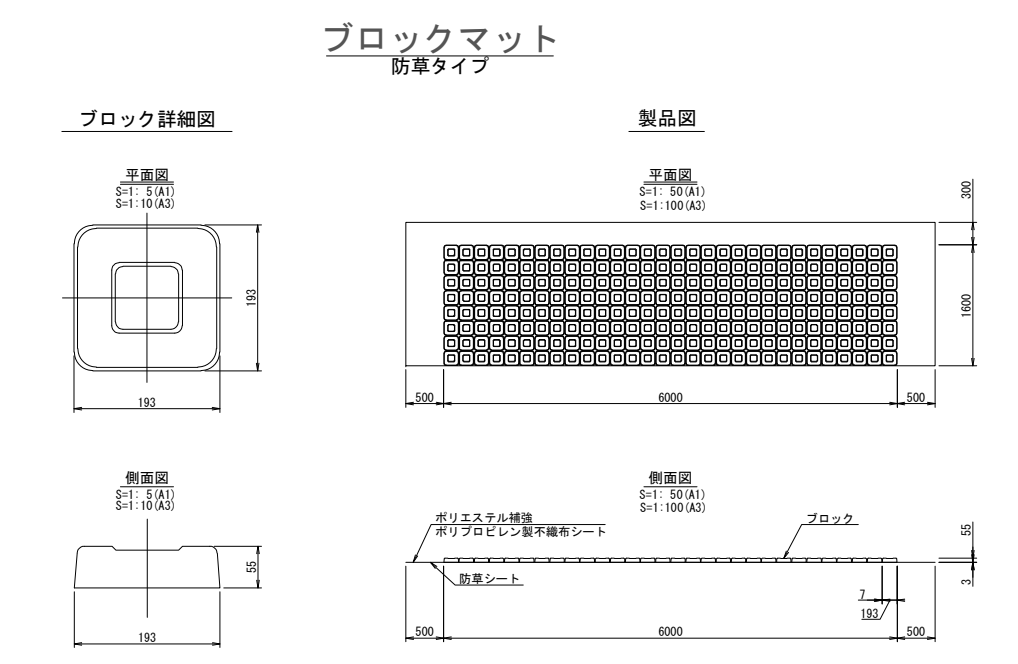 ブロックマット
防草タイプ
ブロック詳細図
製品図
平面図
S=1: 5(A1)
S=1:10(A3)
193
193
平面図
S=1: 50(A1)
S=1:100(A3)
300
1600
500
6000
500
側面図
S=1: 5(A1)
S=1:10(A3)
55
193
側面図
S=1: 50(A1)
S=1:100(A3)
ポリエステル補強
ポリプロピレン製不織布シート
ブロック
防草シート
55
3
7
193
500
6000
500